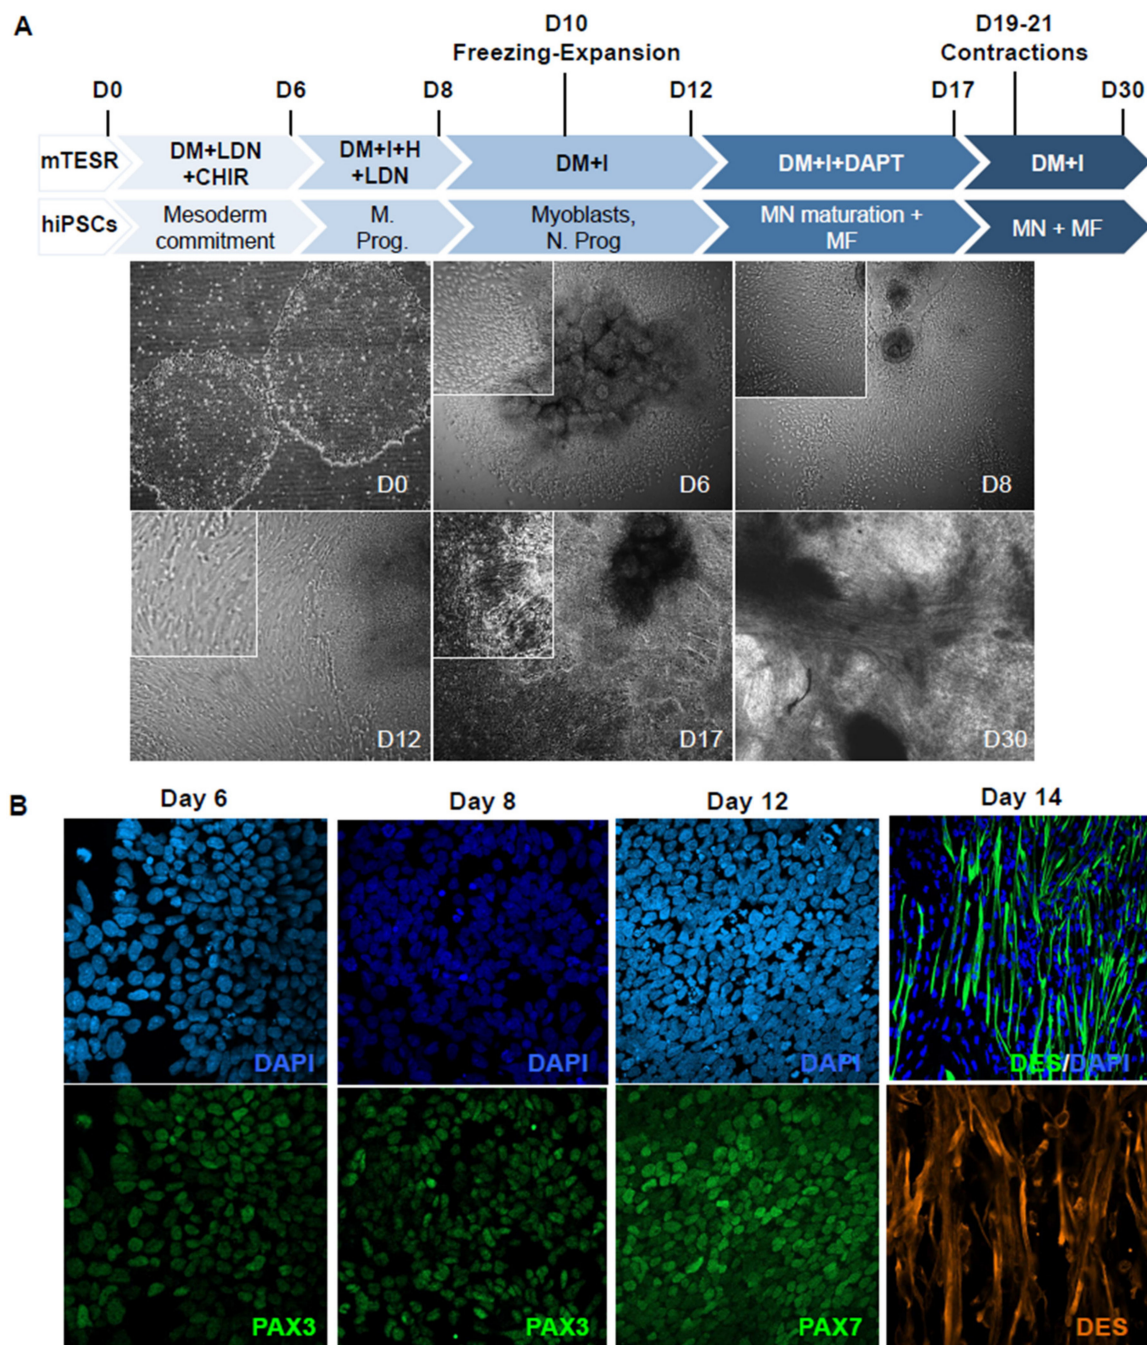 A
D10
Freezing-Expansion
D19-21
Contractions
D0
D6
D8
D12
D17
D30
mTESR
DM+LDN
+CHIR
DM+I+H
+LDN
DM+I
DM+I+DAPT
DM+I
hiPSCs
Mesoderm
commitment
M.
Prog.
Myoblasts,
N. Prog
MN maturation +
MF
MN + MF
D0
D6
D8
D12
D17
D30
B
Day 6
Day 8
Day 12
Day 14
DAPI
DAPI
DAPI
DES/DAPI
PAX3
PAX3
PAX7
DES